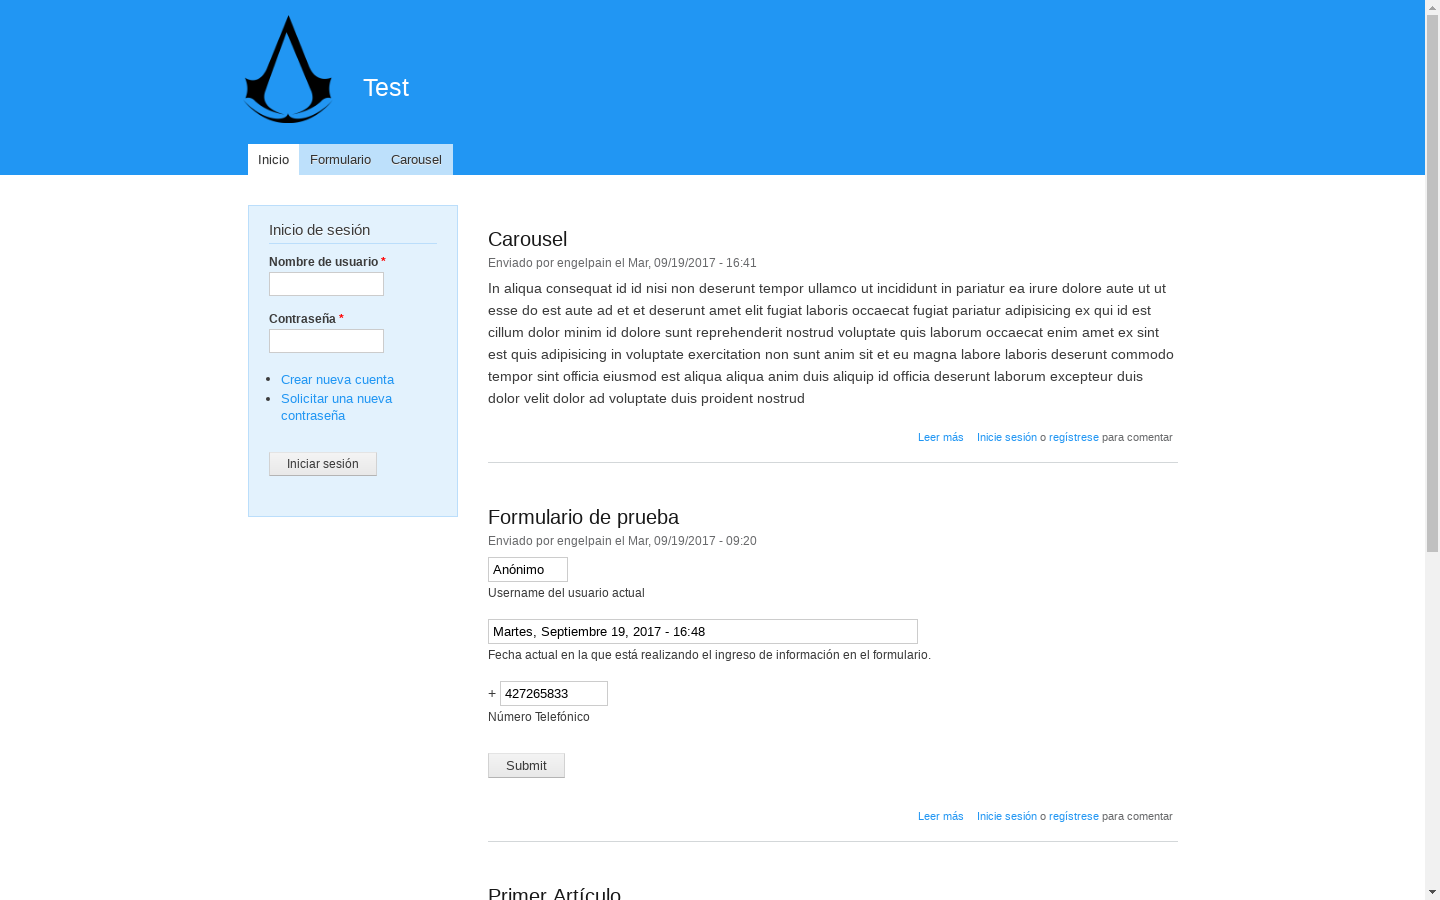 Test
Inicio Formulario Carousel
Inicio de sesión
Nombre de usuario *
Contraseña *
Crear nueva cuenta
Solicitar una nueva
contraseña
Iniciar sesión
Carousel
Enviado por engelpain el Mar, 09/19/2017 - 16:41
In aliqua consequat id id nisi non deserunt tempor ullamco ut incididunt in pariatur ea irure dolore aute ut ut
esse do est aute ad et et deserunt amet elit fugiat laboris occaecat fugiat pariatur adipisicing ex qui id est
cillum dolor minim id dolore sunt reprehenderit nostrud voluptate quis laborum occaecat enim amet ex sint
est quis adipisicing in voluptate exercitation non sunt anim sit et eu magna labore laboris deserunt commodo
tempor sint officia eiusmod est aliqua aliqua anim duis aliquip id officia deserunt laborum excepteur duis
dolor velit dolor ad voluptate duis proident nostrud
Leer más Inicie sesión o regístrese para comentar
Formulario de prueba
Enviado por engelpain el Mar, 09/19/2017 - 09:20
Anónimo
Username del usuario actual
Martes, Septiembre 19, 2017 - 16:48
Fecha actual en la que está realizando el ingreso de información en el formulario.
+ 427265833
Número Telefónico
Submit
Leer más Inicie sesión o regístrese para comentar
Primer Artículo